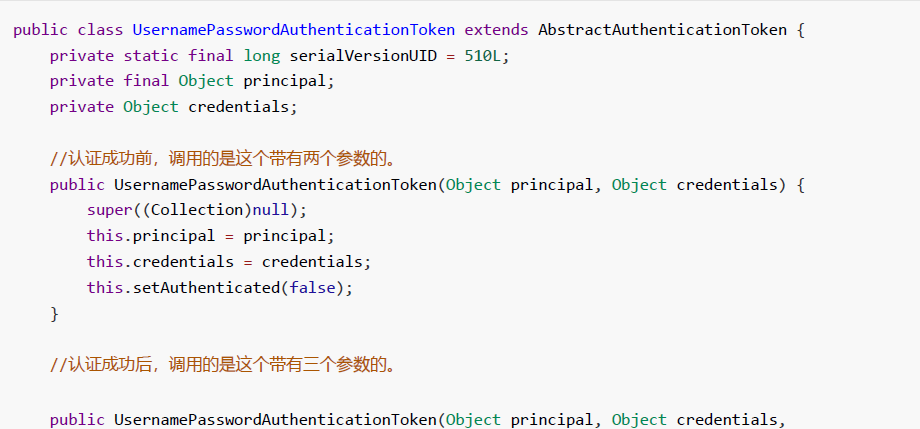 public class UsernamePasswordAuthenticationToken extends AbstractAuthenticationToken {
    private static final long serialVersionUID = 510L;
    private final Object principal;
    private Object credentials;

    //认证成功前，调用的是这个带有两个参数的。
    public UsernamePasswordAuthenticationToken(Object principal, Object credentials) {
        super((Collection)null);
        this.principal = principal;
        this.credentials = credentials;
        this.setAuthenticated(false);
    }

    //认证成功后，调用的是这个带有三个参数的。

    public UsernamePasswordAuthenticationToken(Object principal, Object credentials,